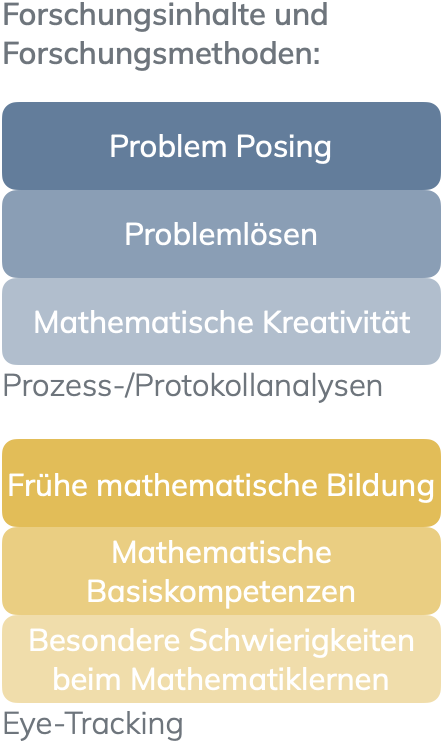 Forschungsinhalte und
Forschungsmethoden:
Problem Posing
Problemlösen
Mathematische Kreativität
Prozess-/Protokollanalysen
Frühe mathematische Bildung
Mathematische
Basiskompetenzen
Besondere Schwierigkeiten
beim Mathematiklernen
Eye-Tracking